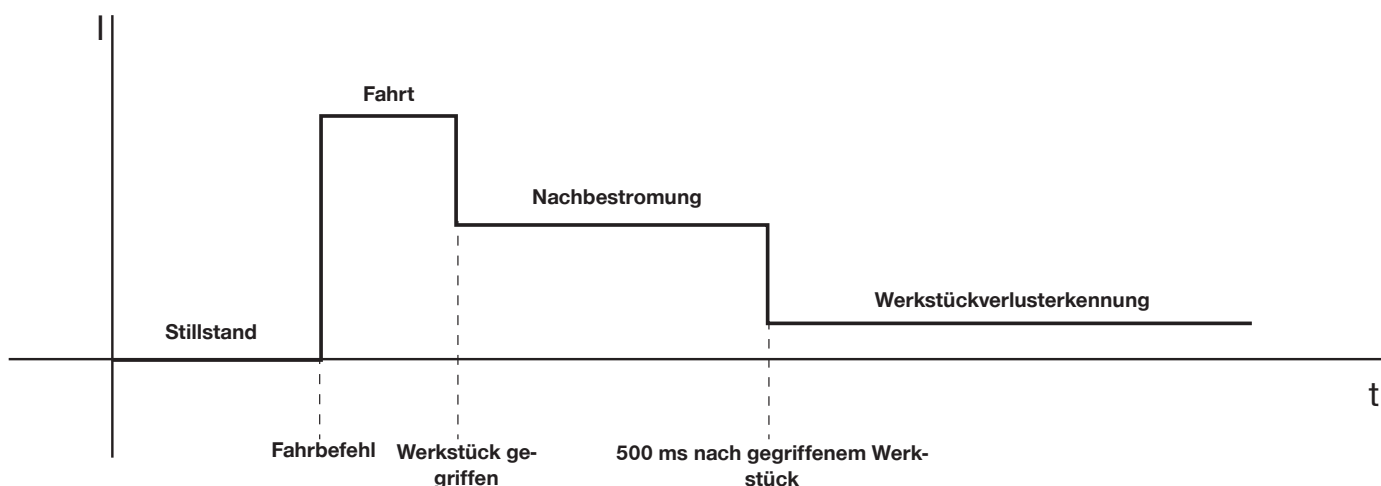 I
Fahrt
Nachbestromung
Werkstückverlusterkennung
Stillstand
t
Fahrbefehl
Werkstück ge-
griffen
500 ms nach gegriffenem Werk-
stück